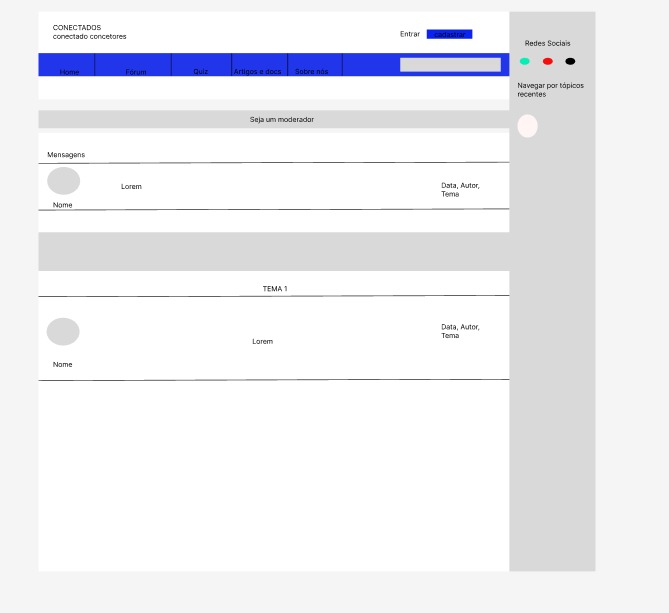 CONECTADOS
conectado concetores
Entrar
cadastrar
Redes Sociais
Home
Fórum
Quiz
Artigos e docs
Sobre nós
Navegar por tópicos
recentes
Seja um moderador
Mensagens
Lorem
Data, Autor,
Tema
Nome
TEMA 1
Data, Autor,
Tema
Lorem
Nome